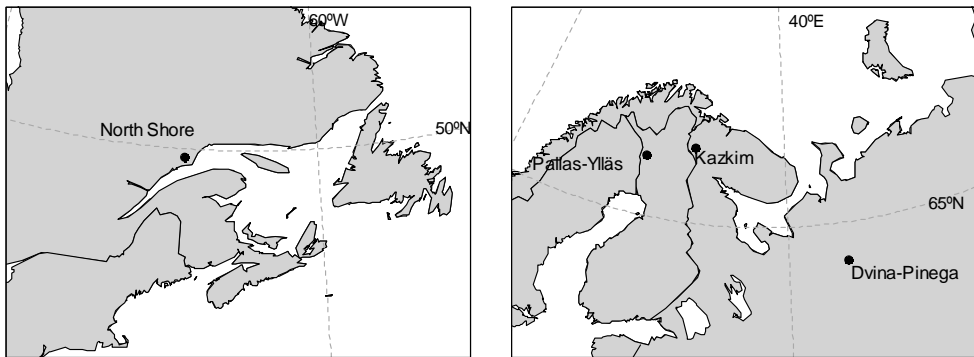 60ºW
North Shore
50ºN
40ºE
Pallas-Ylläs
Kazkim
65ºN
Dvina-Pinega